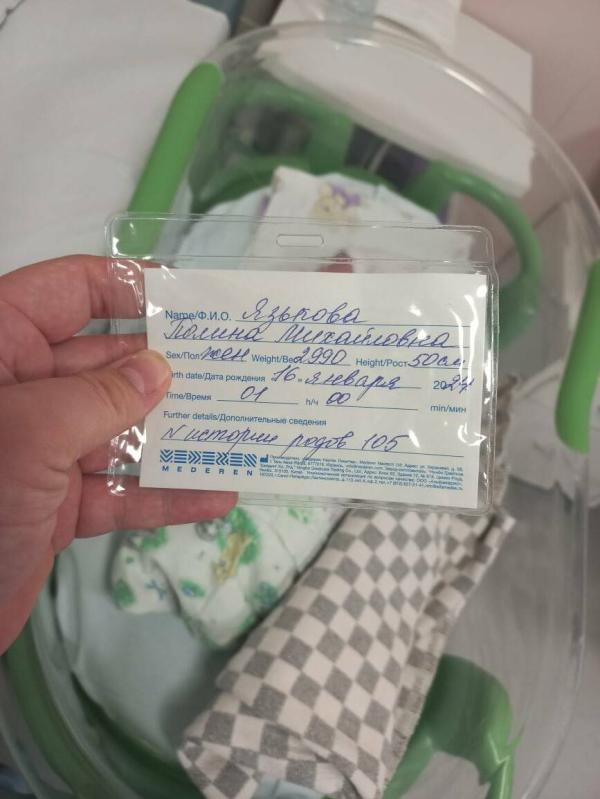 Name/Ф.И.О. Язькова
Полина Михайловна
Sex/Пол жен Weight/Вес 2990 Height/Рост 50см
Birth date/Дата рождения 16 января 2024
Time/Время 01 h/ч 00 min/мин
Further details/Дополнительные сведения
N истории родов 105
MEDEREN